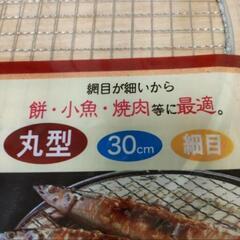 網目が細いから
餅・小魚・焼肉等に最適。
丸型 30cm 細目